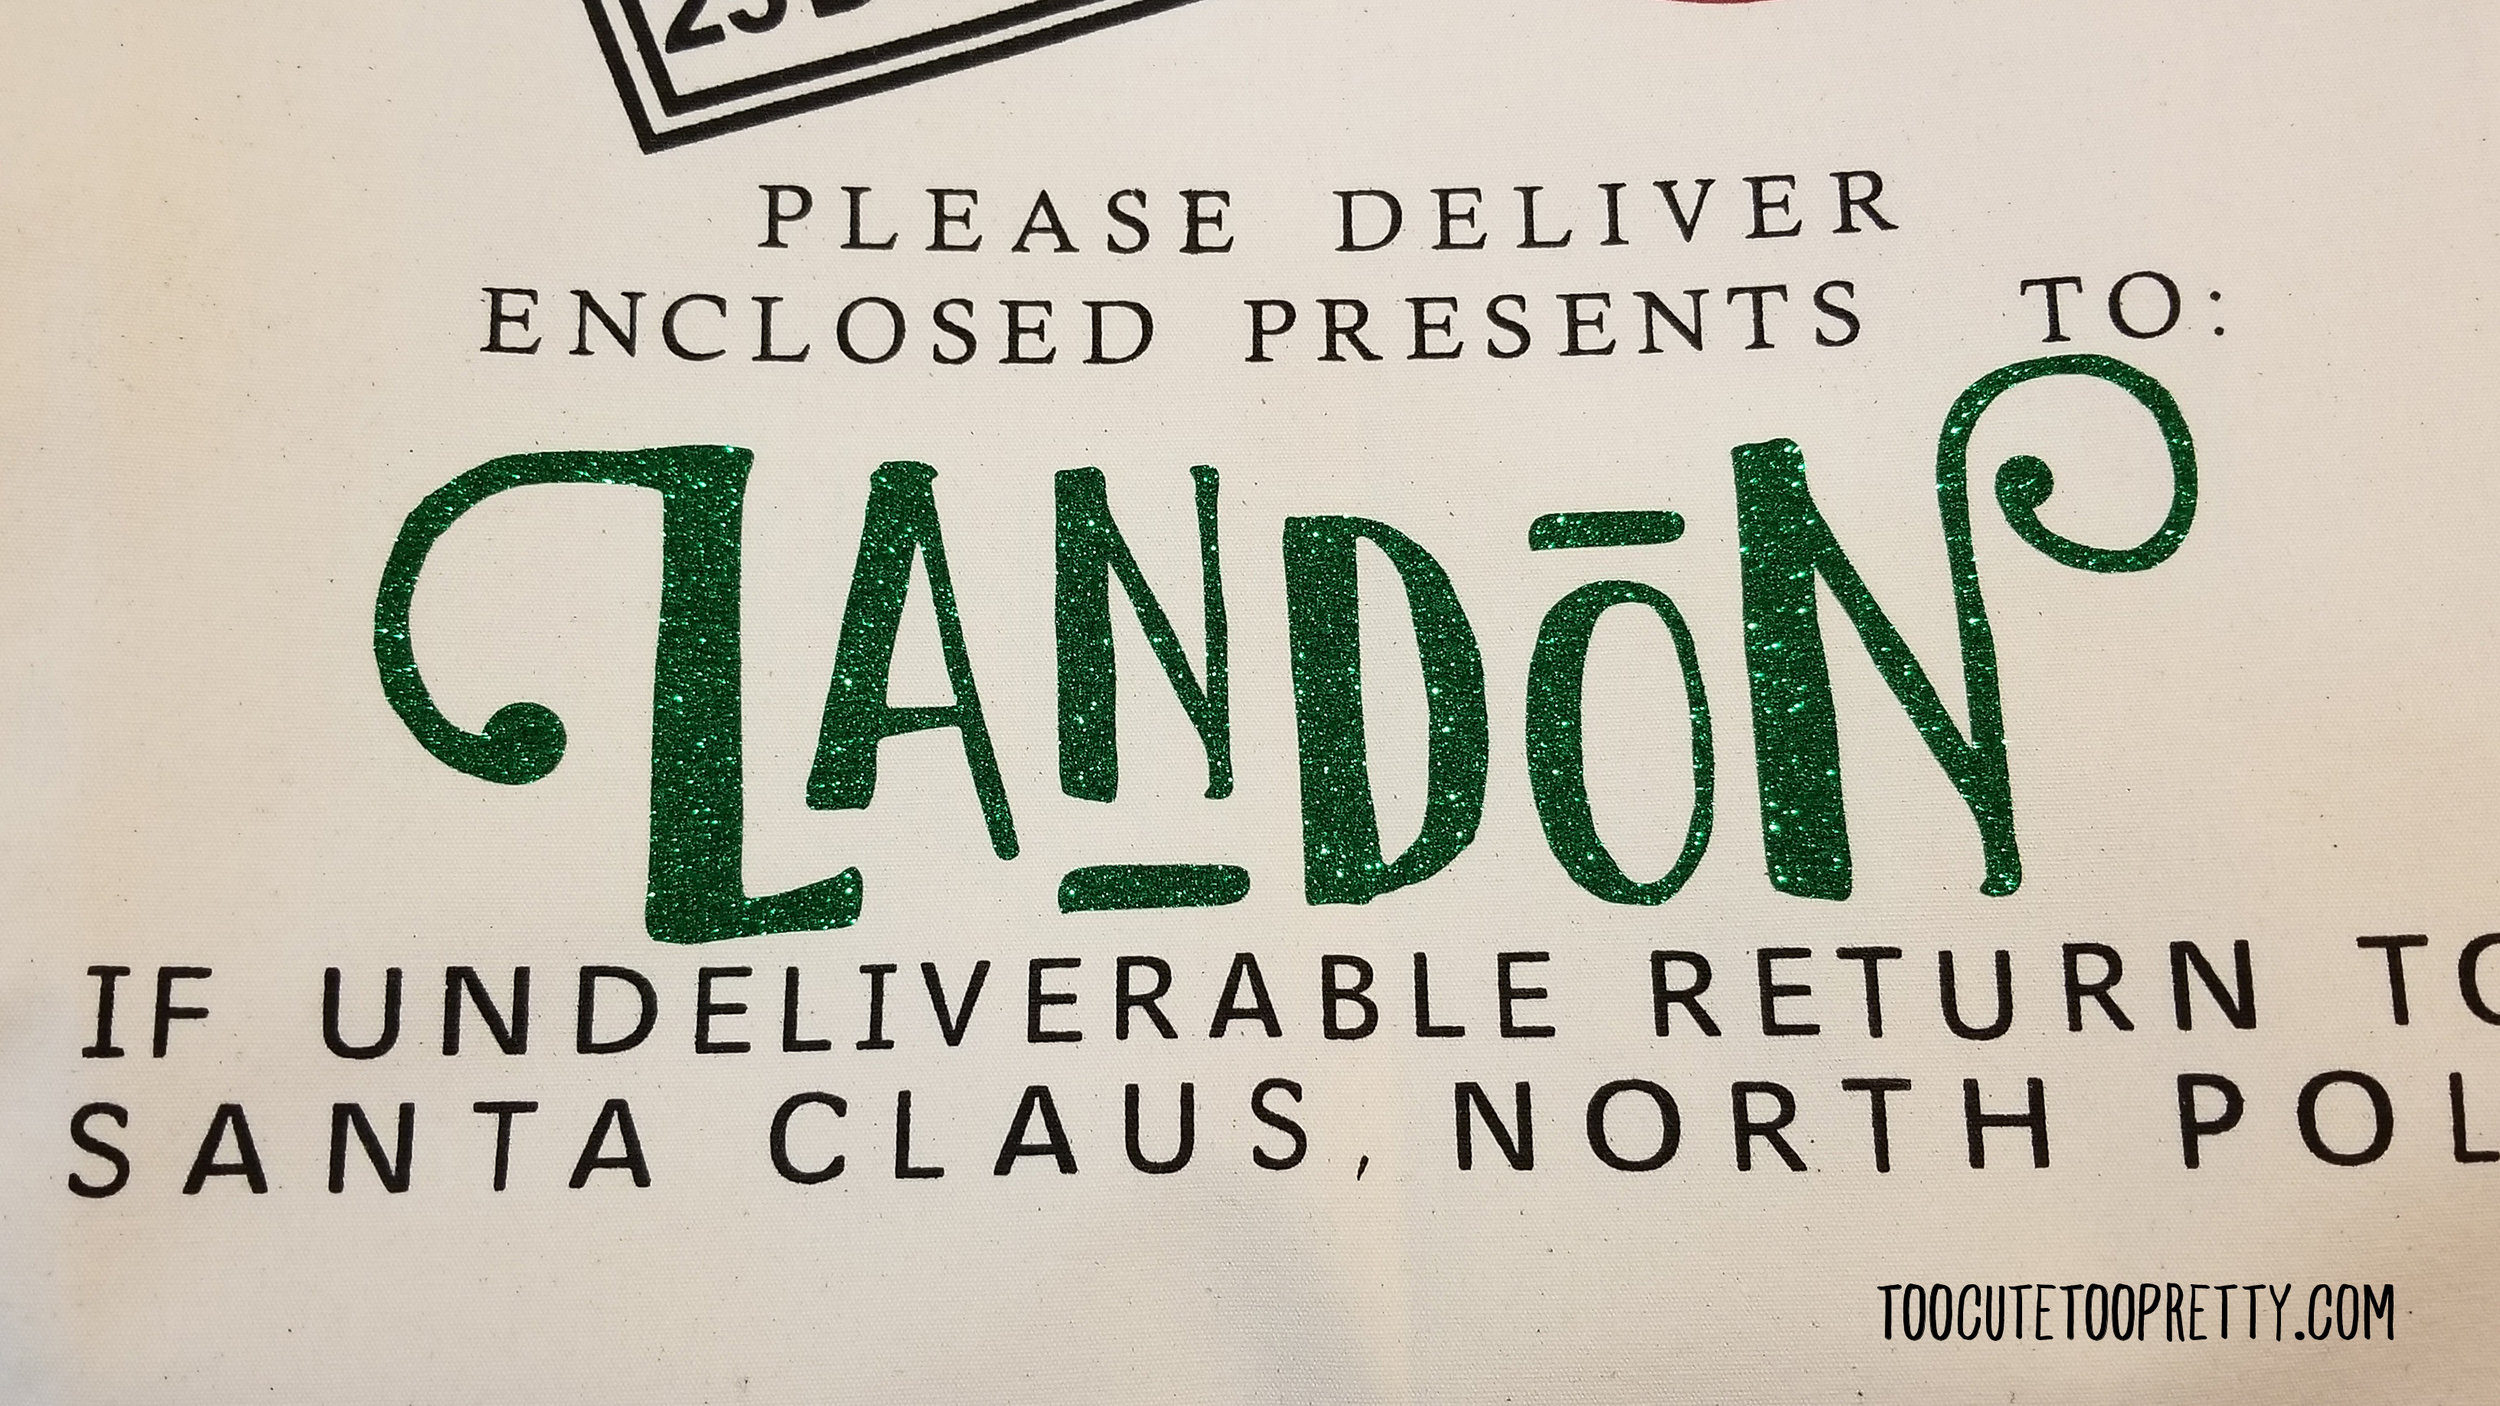 PLEASE DELIVER
ENCLOSED PRESENTS TO:
LANDON
IF UNDELIVERABLE RETURN TO
SANTA CLAUS, NORTH POL
TOOCUTETOOPRETTY.COM